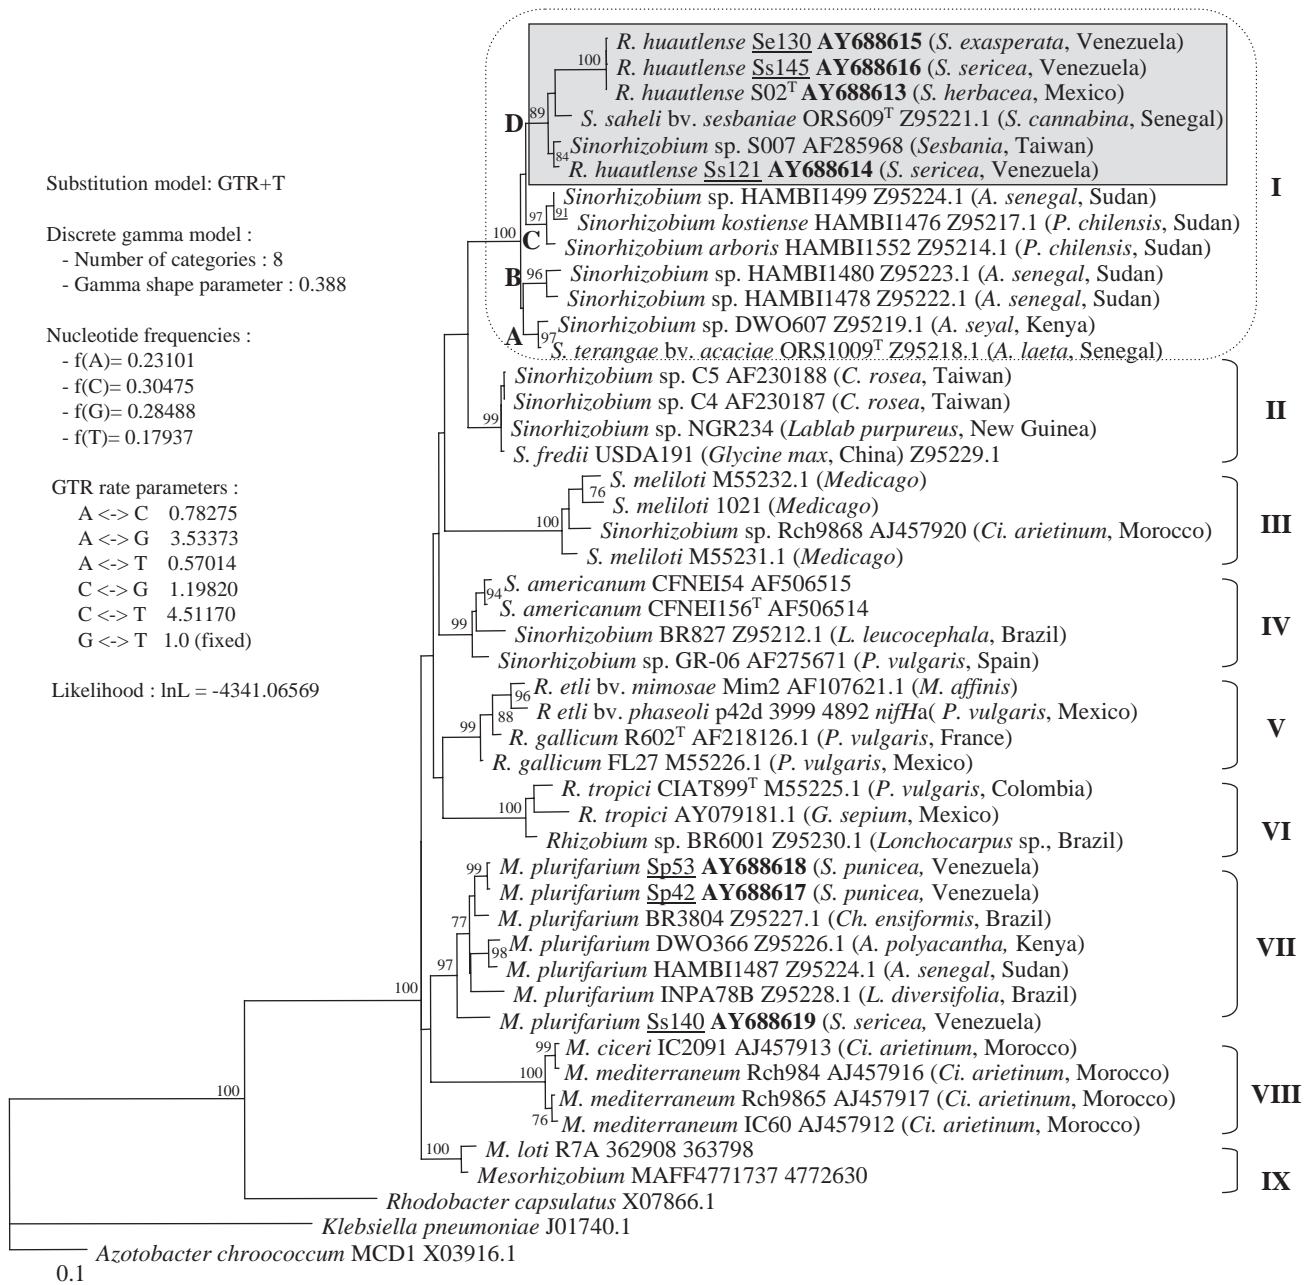 R. huautlense Se130 AY688615 (S. exasperata, Venezuela)
100
R. huautlense Ss145 AY688616 (S. sericea, Venezuela)
R. huautlense S02T AY688613 (S. herbacea, Mexico)
89
S. saheli bv. sesbaniae ORS609T Z95221.1 (S. cannabina, Senegal)
D
Sinorhizobium sp. S007 AF285968 (Sesbania, Taiwan)
84
R. huautlense Ss121 AY688614 (S. sericea, Venezuela)
I
Sinorhizobium sp. HAMBI1499 Z95224.1 (A. senegal, Sudan)
97
91
Sinorhizobium kostiense HAMBI1476 Z95217.1 (P. chilensis, Sudan)
100
C
Sinorhizobium arboris HAMBI1552 Z95214.1 (P. chilensis, Sudan)
B
96
Sinorhizobium sp. HAMBI1480 Z95223.1 (A. senegal, Sudan)
Sinorhizobium sp. HAMBI1478 Z95222.1 (A. senegal, Sudan)
Sinorhizobium sp. DWO607 Z95219.1 (A. seyal, Kenya)
A
97
S. terangae bv. acaciae ORS1009T Z95218.1 (A. laeta, Senegal)
Substitution model: GTR+T
Discrete gamma model :
- Number of categories : 8
- Gamma shape parameter : 0.388
Nucleotide frequencies :
- f(A)= 0.23101
- f(C)= 0.30475
- f(G)= 0.28488
- f(T)= 0.17937
GTR rate parameters :
A <-> C 0.78275
A <-> G 3.53373
A <-> T 0.57014
C <-> G 1.19820
C <-> T 4.51170
G <-> T 1.0 (fixed)
Likelihood : lnL = -4341.06569
Sinorhizobium sp. C5 AF230188 (C. rosea, Taiwan)
Sinorhizobium sp. C4 AF230187 (C. rosea, Taiwan)
II
99
Sinorhizobium sp. NGR234 (Lablab purpureus, New Guinea)
S. fredii USDA191 (Glycine max, China) Z95229.1
S. meliloti M55232.1 (Medicago)
76
S. meliloti 1021 (Medicago)
III
100
Sinorhizobium sp. Rch9868 AJ457920 (Ci. arietinum, Morocco)
S. meliloti M55231.1 (Medicago)
S. americanum CFNEI54 AF506515
94
S. americanum CFNEI156T AF506514
IV
99
Sinorhizobium BR827 Z95212.1 (L. leucocephala, Brazil)
Sinorhizobium sp. GR-06 AF275671 (P. vulgaris, Spain)
R. etli bv. mimosae Mim2 AF107621.1 (M. affinis)
96
R etli bv. phaseoli p42d 3999 4892 nifHa( P. vulgaris, Mexico)
88
V
99
R. gallicum R602T AF218126.1 (P. vulgaris, France)
R. gallicum FL27 M55226.1 (P. vulgaris, Mexico)
R. tropici CIAT899T M55225.1 (P. vulgaris, Colombia)
100
R. tropici AY079181.1 (G. sepium, Mexico)
VI
Rhizobium sp. BR6001 Z95230.1 (Lonchocarpus sp., Brazil)
99
M. plurifarium Sp53 AY688618 (S. punicea, Venezuela)
M. plurifarium Sp42 AY688617 (S. punicea, Venezuela)
77
M. plurifarium BR3804 Z95227.1 (Ch. ensiformis, Brazil)
M. plurifarium DWO366 Z95226.1 (A. polyacantha, Kenya)
VII
98
97
M. plurifarium HAMBI1487 Z95224.1 (A. senegal, Sudan)
100
M. plurifarium INPA78B Z95228.1 (L. diversifolia, Brazil)
M. plurifarium Ss140 AY688619 (S. sericea, Venezuela)
99
M. ciceri IC2091 AJ457913 (Ci. arietinum, Morocco)
100
M. mediterraneum Rch984 AJ457916 (Ci. arietinum, Morocco)
VIII
100
M. mediterraneum Rch9865 AJ457917 (Ci. arietinum, Morocco)
76
M. mediterraneum IC60 AJ457912 (Ci. arietinum, Morocco)
100
M. loti R7A 362908 363798
Mesorhizobium MAFF4771737 4772630
IX
Rhodobacter capsulatus X07866.1
Klebsiella pneumoniae J01740.1
Azotobacter chroococcum MCD1 X03916.1
0.1